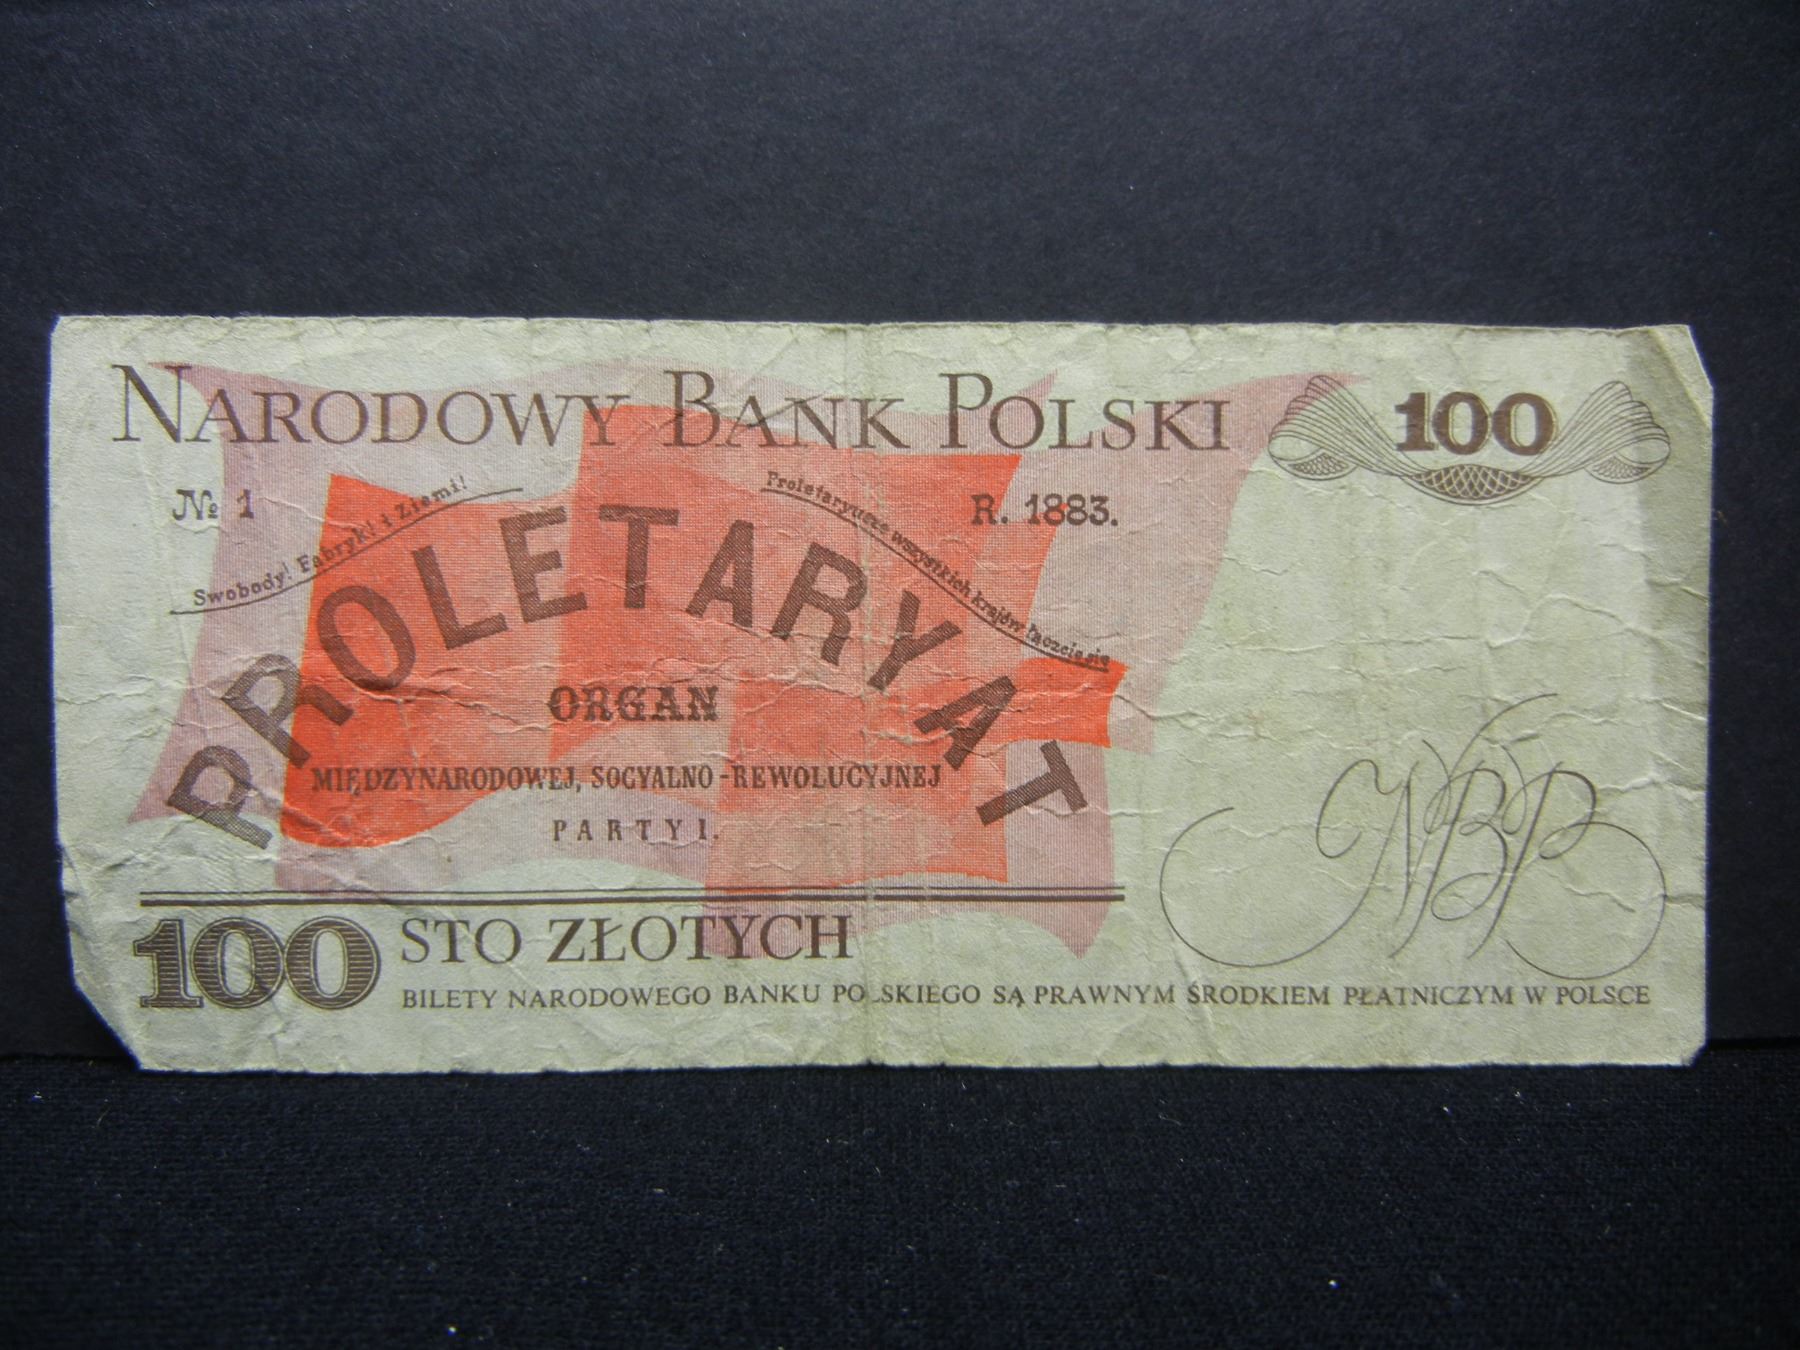 NARODOWY BANK POLSKI
100
№ 1
R. 1883.
Swobody! Fabryk! i Ziemi!
Proletaryusze wszystkich krajów łączcie się
PROLETARYAT
ORGAN
MIĘDZYNARODOWEJ, SOCYALNO-REWOLUCYJNEJ
PARTYI.
NBP
100 STO ZŁOTYCH
BILETY NARODOWEGO BANKU POLSKIEGO SĄ PRAWNYM ŚRODKIEM PŁATNICZYM W POLSCE